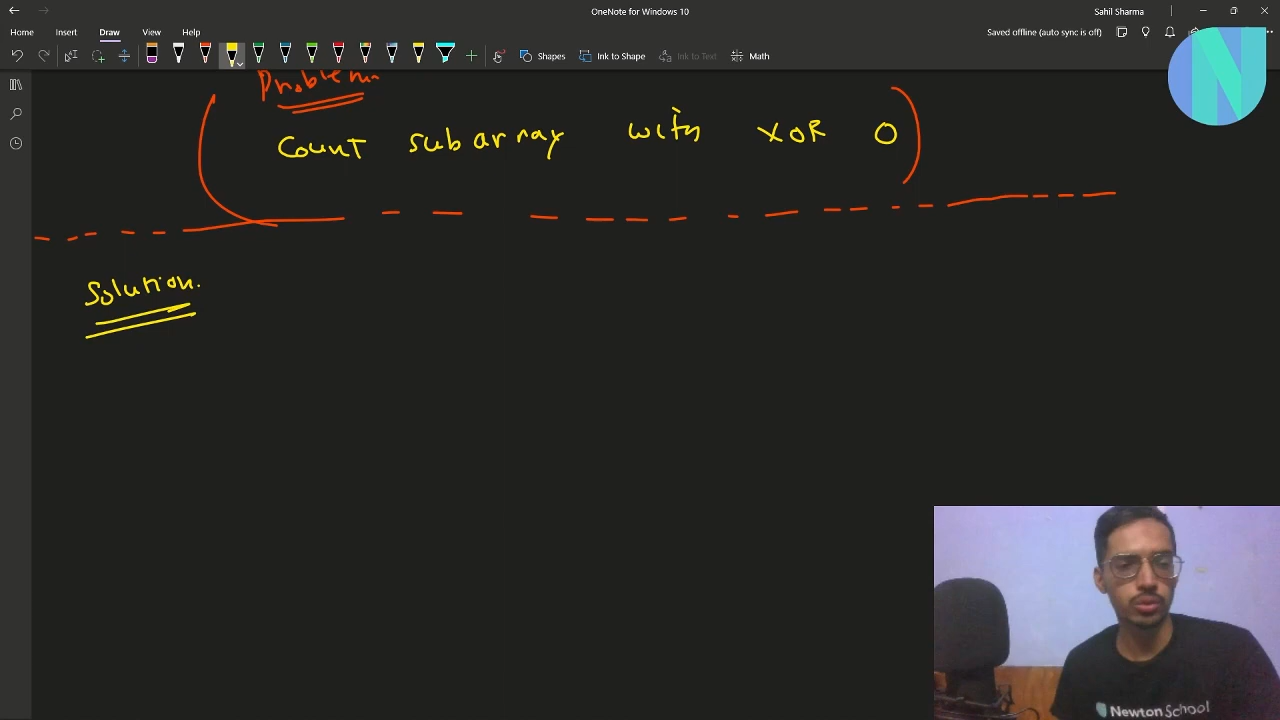 OneNote for Windows 10
Sahil Sharma
Home Insert Draw View Help
Saved offline (auto sync is off)
Shapes Ink to Shape Ink to Text Math
Problem
Count subarray with XOR 0
Solution.
Newton School